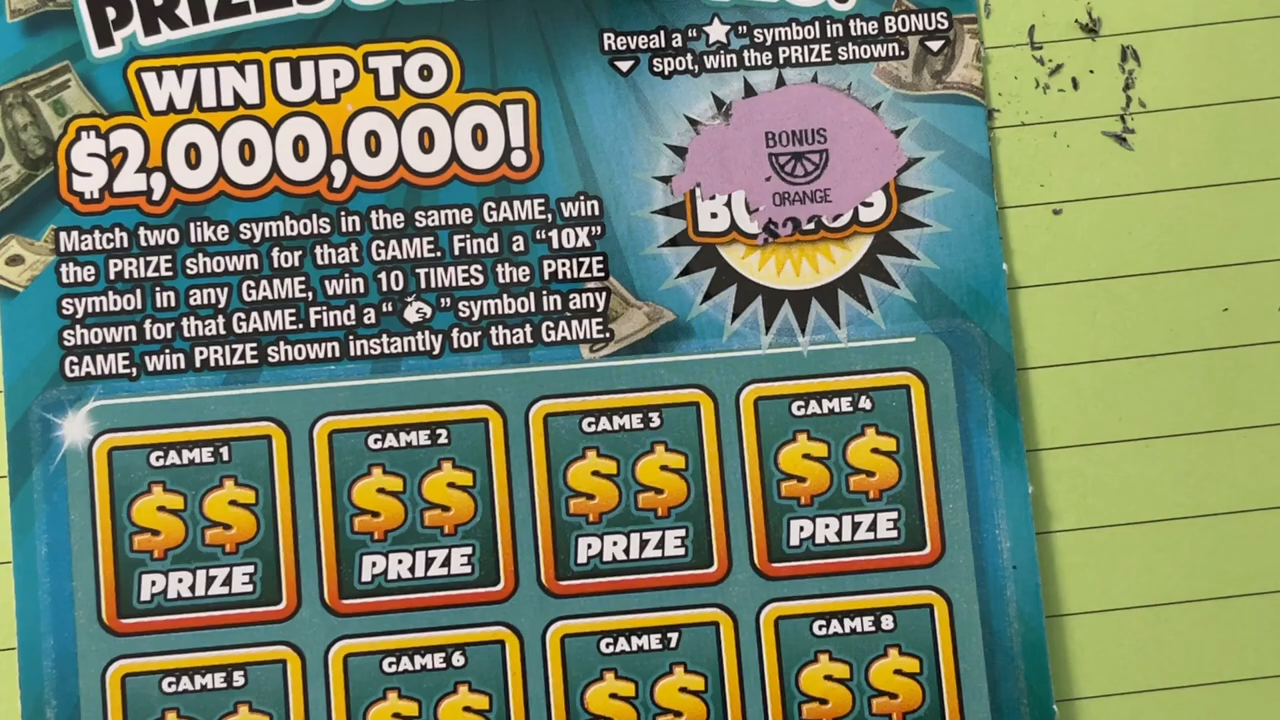 WIN UP TO
$2,000,000!
Match two like symbols in the same GAME, win
the PRIZE shown for that GAME. Find a "10X"
symbol in any GAME, win 10 TIMES the PRIZE
shown for that GAME. Find a " " symbol in any
GAME, win PRIZE shown instantly for that GAME.
Reveal a "★" symbol in the BONUS
spot, win the PRIZE shown.
BONUS
ORANGE
GAME 1
$ $
PRIZE
GAME 2
$ $
PRIZE
GAME 3
$ $
PRIZE
GAME 4
$ $
PRIZE
GAME 5
GAME 6
GAME 7
$ $
GAME 8
$ $